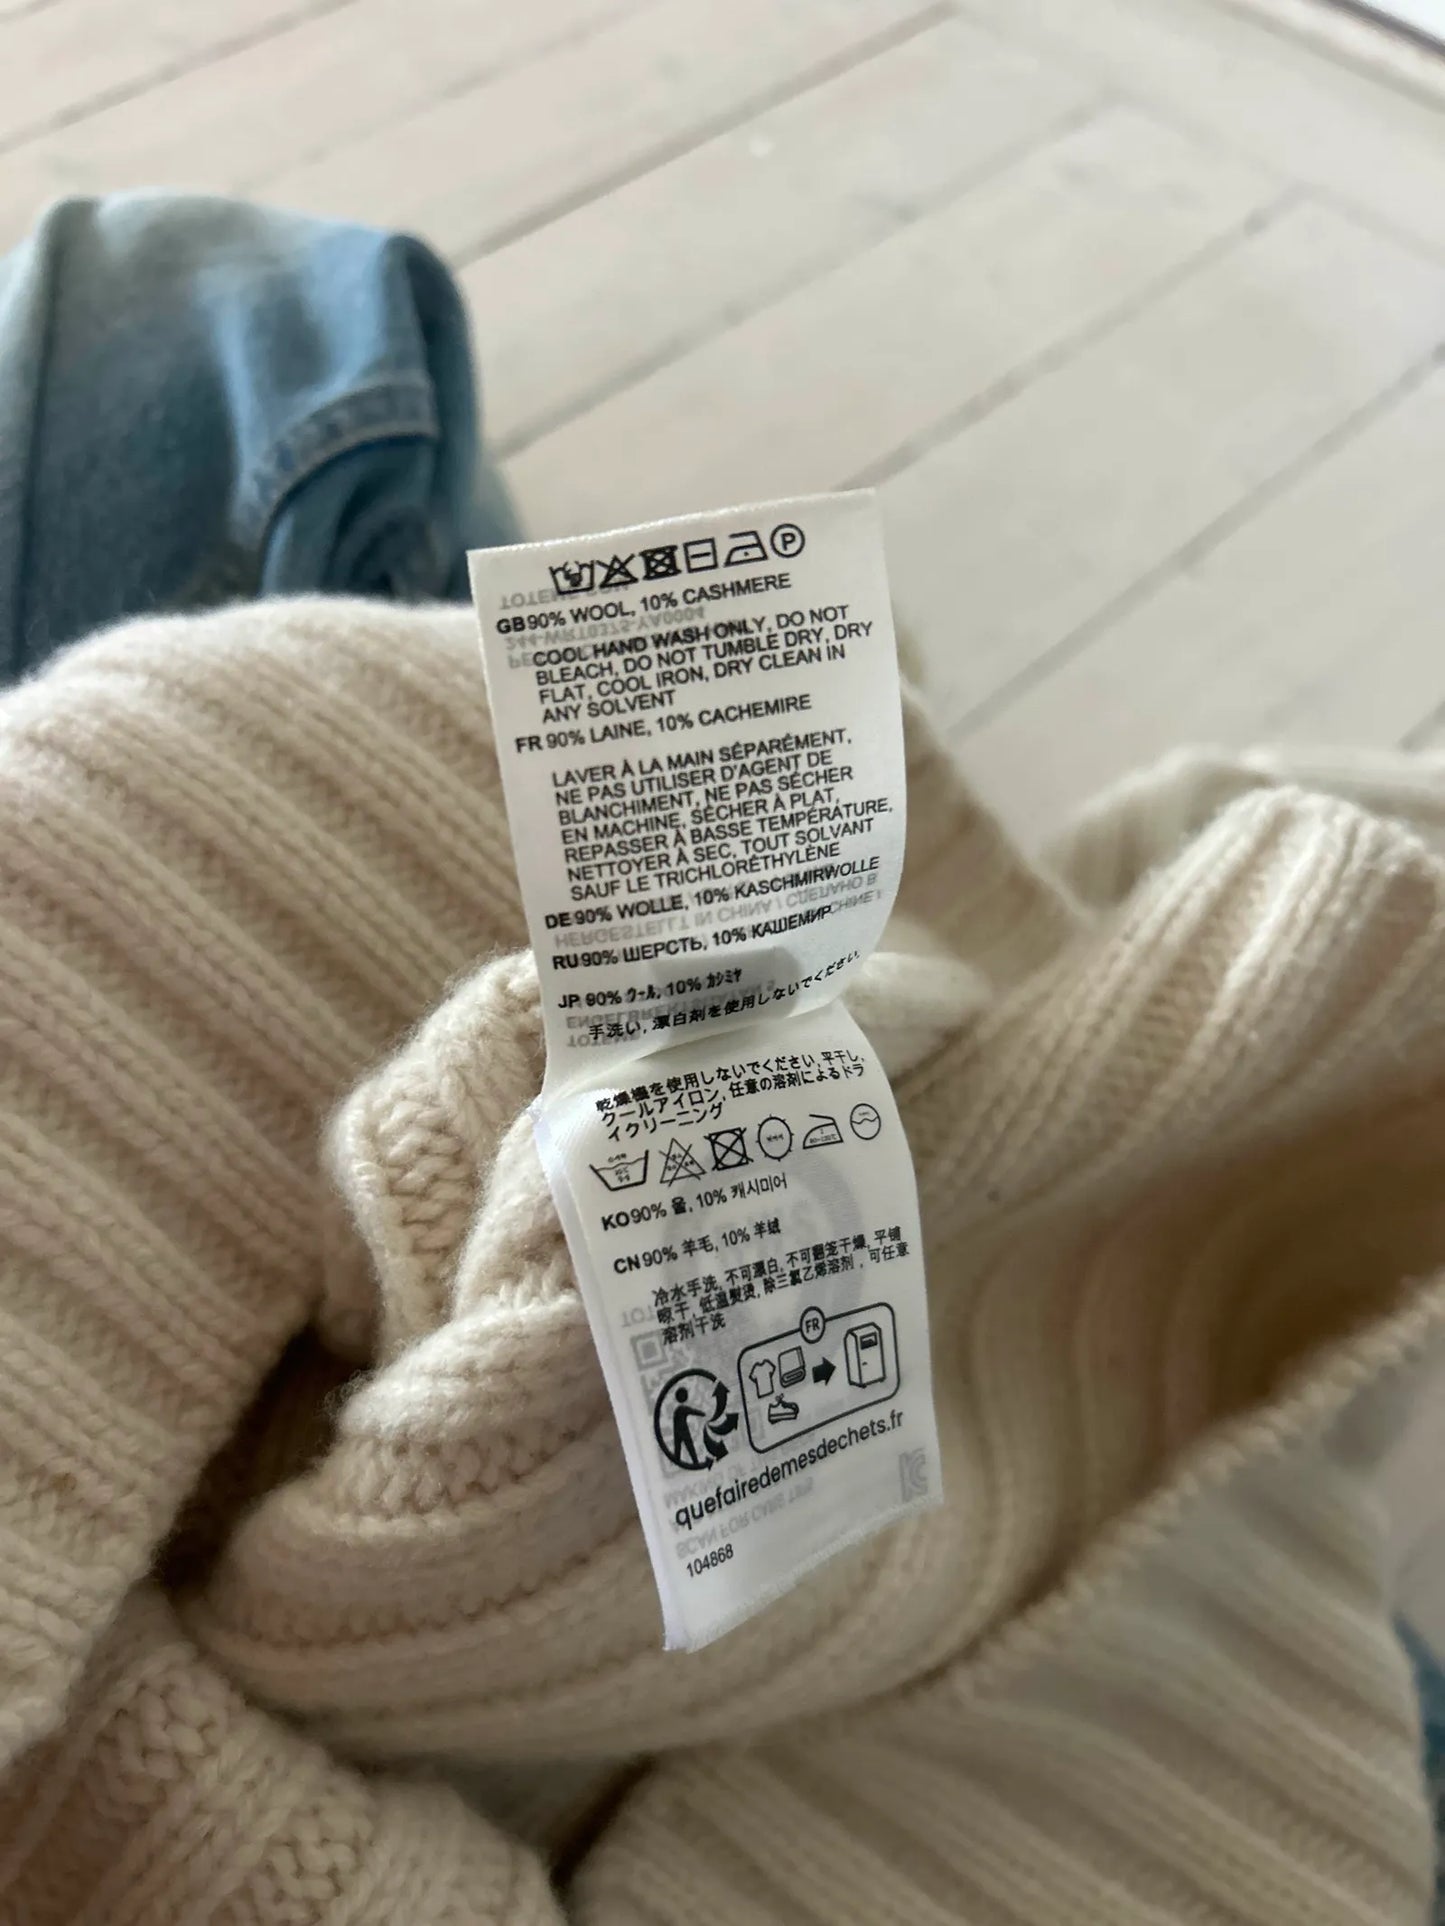 GB 90% WOOL, 10% CASHMERE
COOL HAND WASH ONLY, DO NOT
BLEACH, DO NOT TUMBLE DRY, DRY
FLAT, COOL IRON, DRY CLEAN IN
ANY SOLVENT
FR 90% LAINE, 10% CACHEMIRE
LAVER À LA MAIN SÉPARÉMENT,
NE PAS UTILISER D'AGENT DE
BLANCHIMENT, NE PAS SÉCHER
EN MACHINE, SÉCHER À PLAT,
REPASSER À BASSE TEMPÉRATURE,
NETTOYER À SEC, TOUT SOLVANT
SAUF LE TRICHLORÉTHYLÈNE
DE 90% WOLLE, 10% KASCHMIRWOLLE
RU 90% ШЕРСТЬ, 10% КАШЕМИР
JP 90% ウール, 10% カシミヤ
手洗い, 漂白剤を使用しないでください,
乾燥機を使用しないでください, 平干し,
クールアイロン, 任意の溶剤によるドラ
イクリーニング
KO 90% 울, 10% 캐시미어
CN 90% 羊毛, 10% 羊绒
冷水手洗, 不可漂白, 不可翻笼干燥, 平铺
晾干, 低温熨烫, 除三氯乙烯溶剂, 可任意
溶剂干洗
FR
quefairedemesdechets.fr
104868